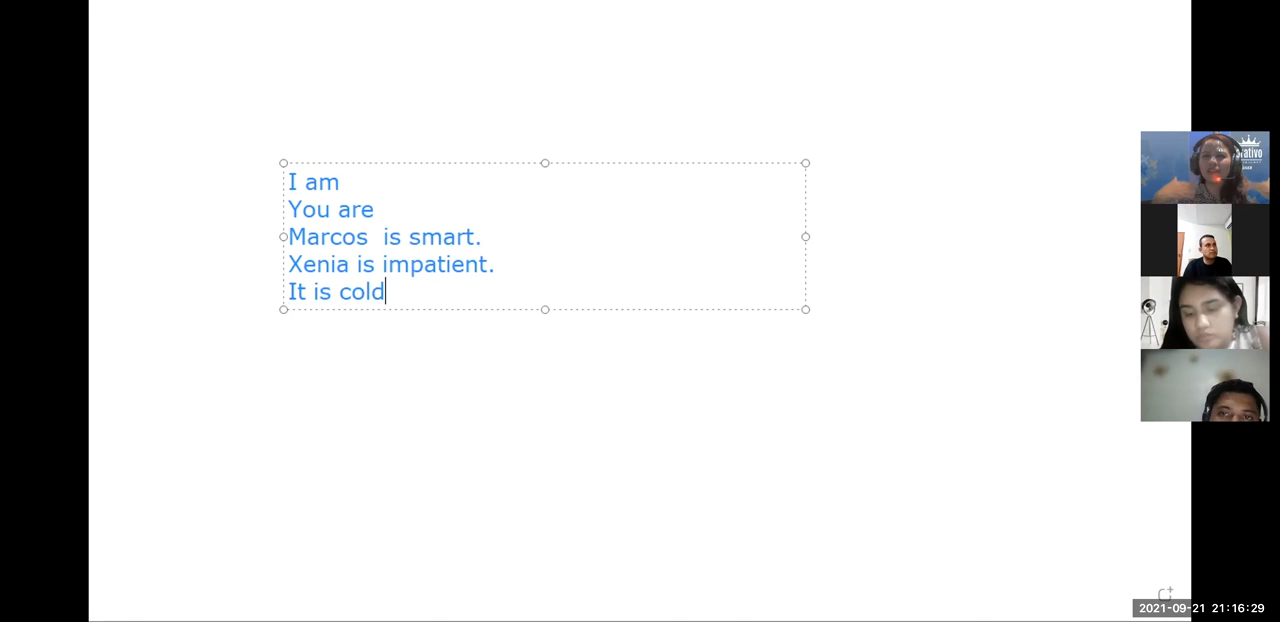 I am
You are
Marcos  is smart.
Xenia is impatient.
It is cold
2021-09-21 21:16:29